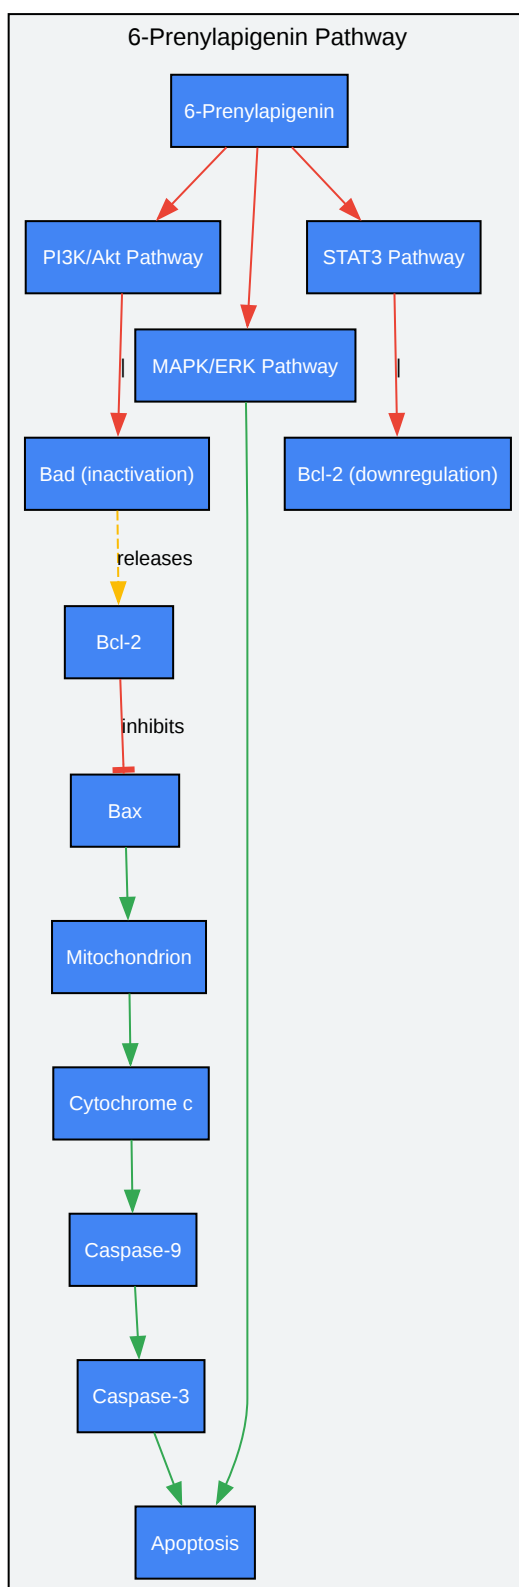 6-Prenylapigenin Pathway
6-Prenylapigenin
PI3K/Akt Pathway
STAT3 Pathway
MAPK/ERK Pathway
|
|
Bad (inactivation)
Bcl-2 (downregulation)
releases
Bcl-2
inhibits
Bax
Mitochondrion
Cytochrome c
Caspase-9
Caspase-3
Apoptosis